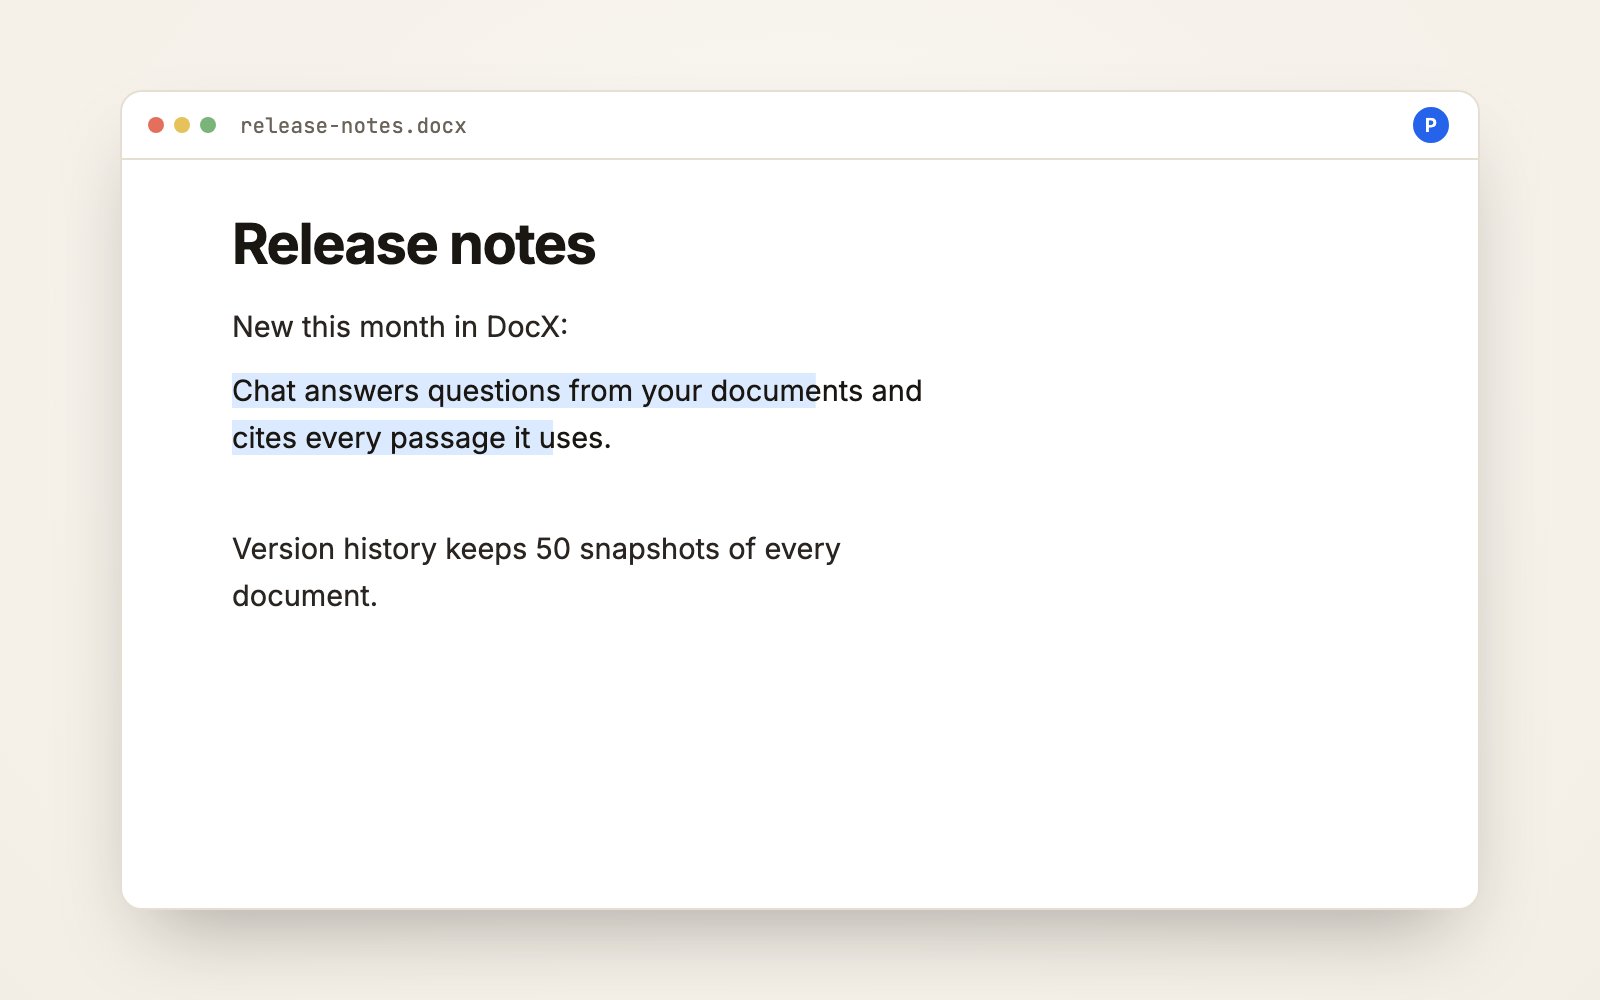 release-notes.docx
P
Release notes
New this month in DocX:
Chat answers questions from your documents and
cites every passage it uses.
Version history keeps 50 snapshots of every
document.